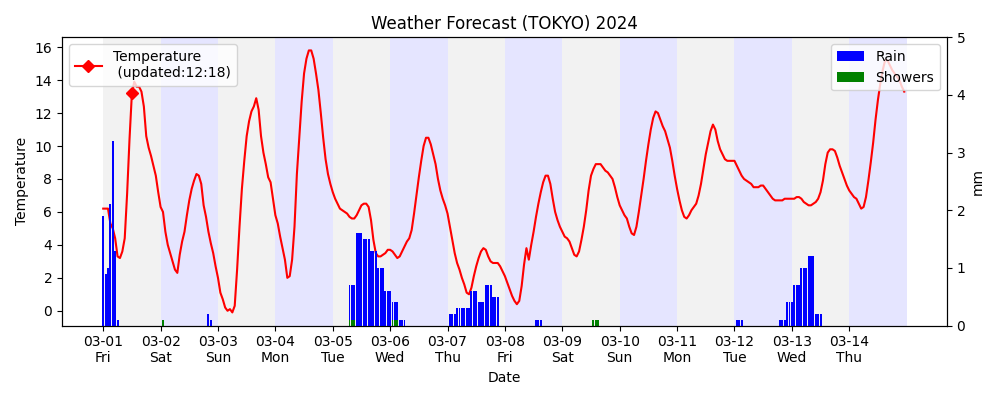 Weather Forecast (TOKYO) 2024
Temperature
(updated:12:18)
Rain
Showers
16
14
12
10
8
6
4
2
0
Temperature
5
4
3
2
1
0
mm
03-01 03-02 03-03 03-04 03-05 03-06 03-07 03-08 03-09 03-10 03-11 03-12 03-13 03-14
Fri Sat Sun Mon Tue Wed Thu Fri Sat Sun Mon Tue Wed Thu
Date